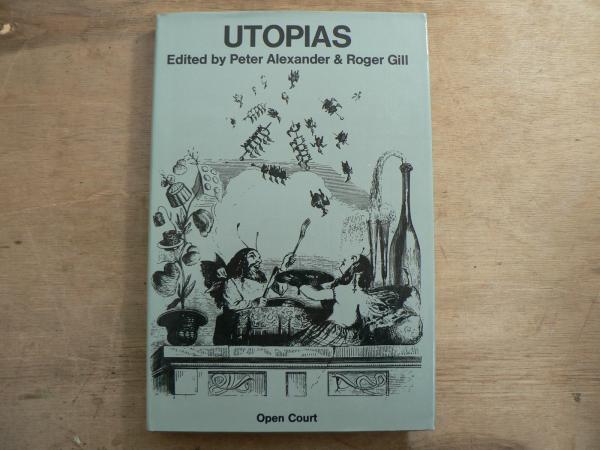 UTOPIAS
Edited by Peter Alexander & Roger Gill
Open Court